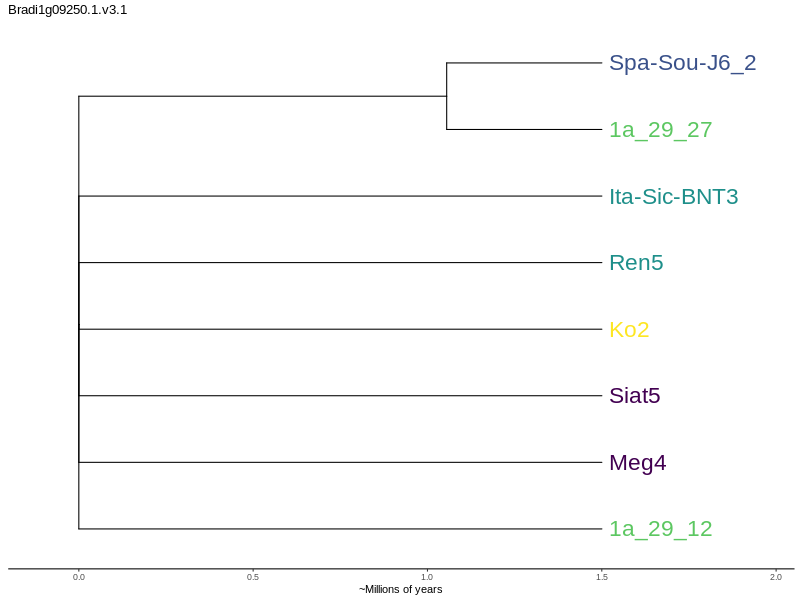 Bradi1g09250.1.v3.1
Spa-Sou-J6_2
1a_29_27
Ita-Sic-BNT3
Ren5
Ko2
Siat5
Meg4
1a_29_12
0.0 0.5 1.0 1.5 2.0
~Millions of years